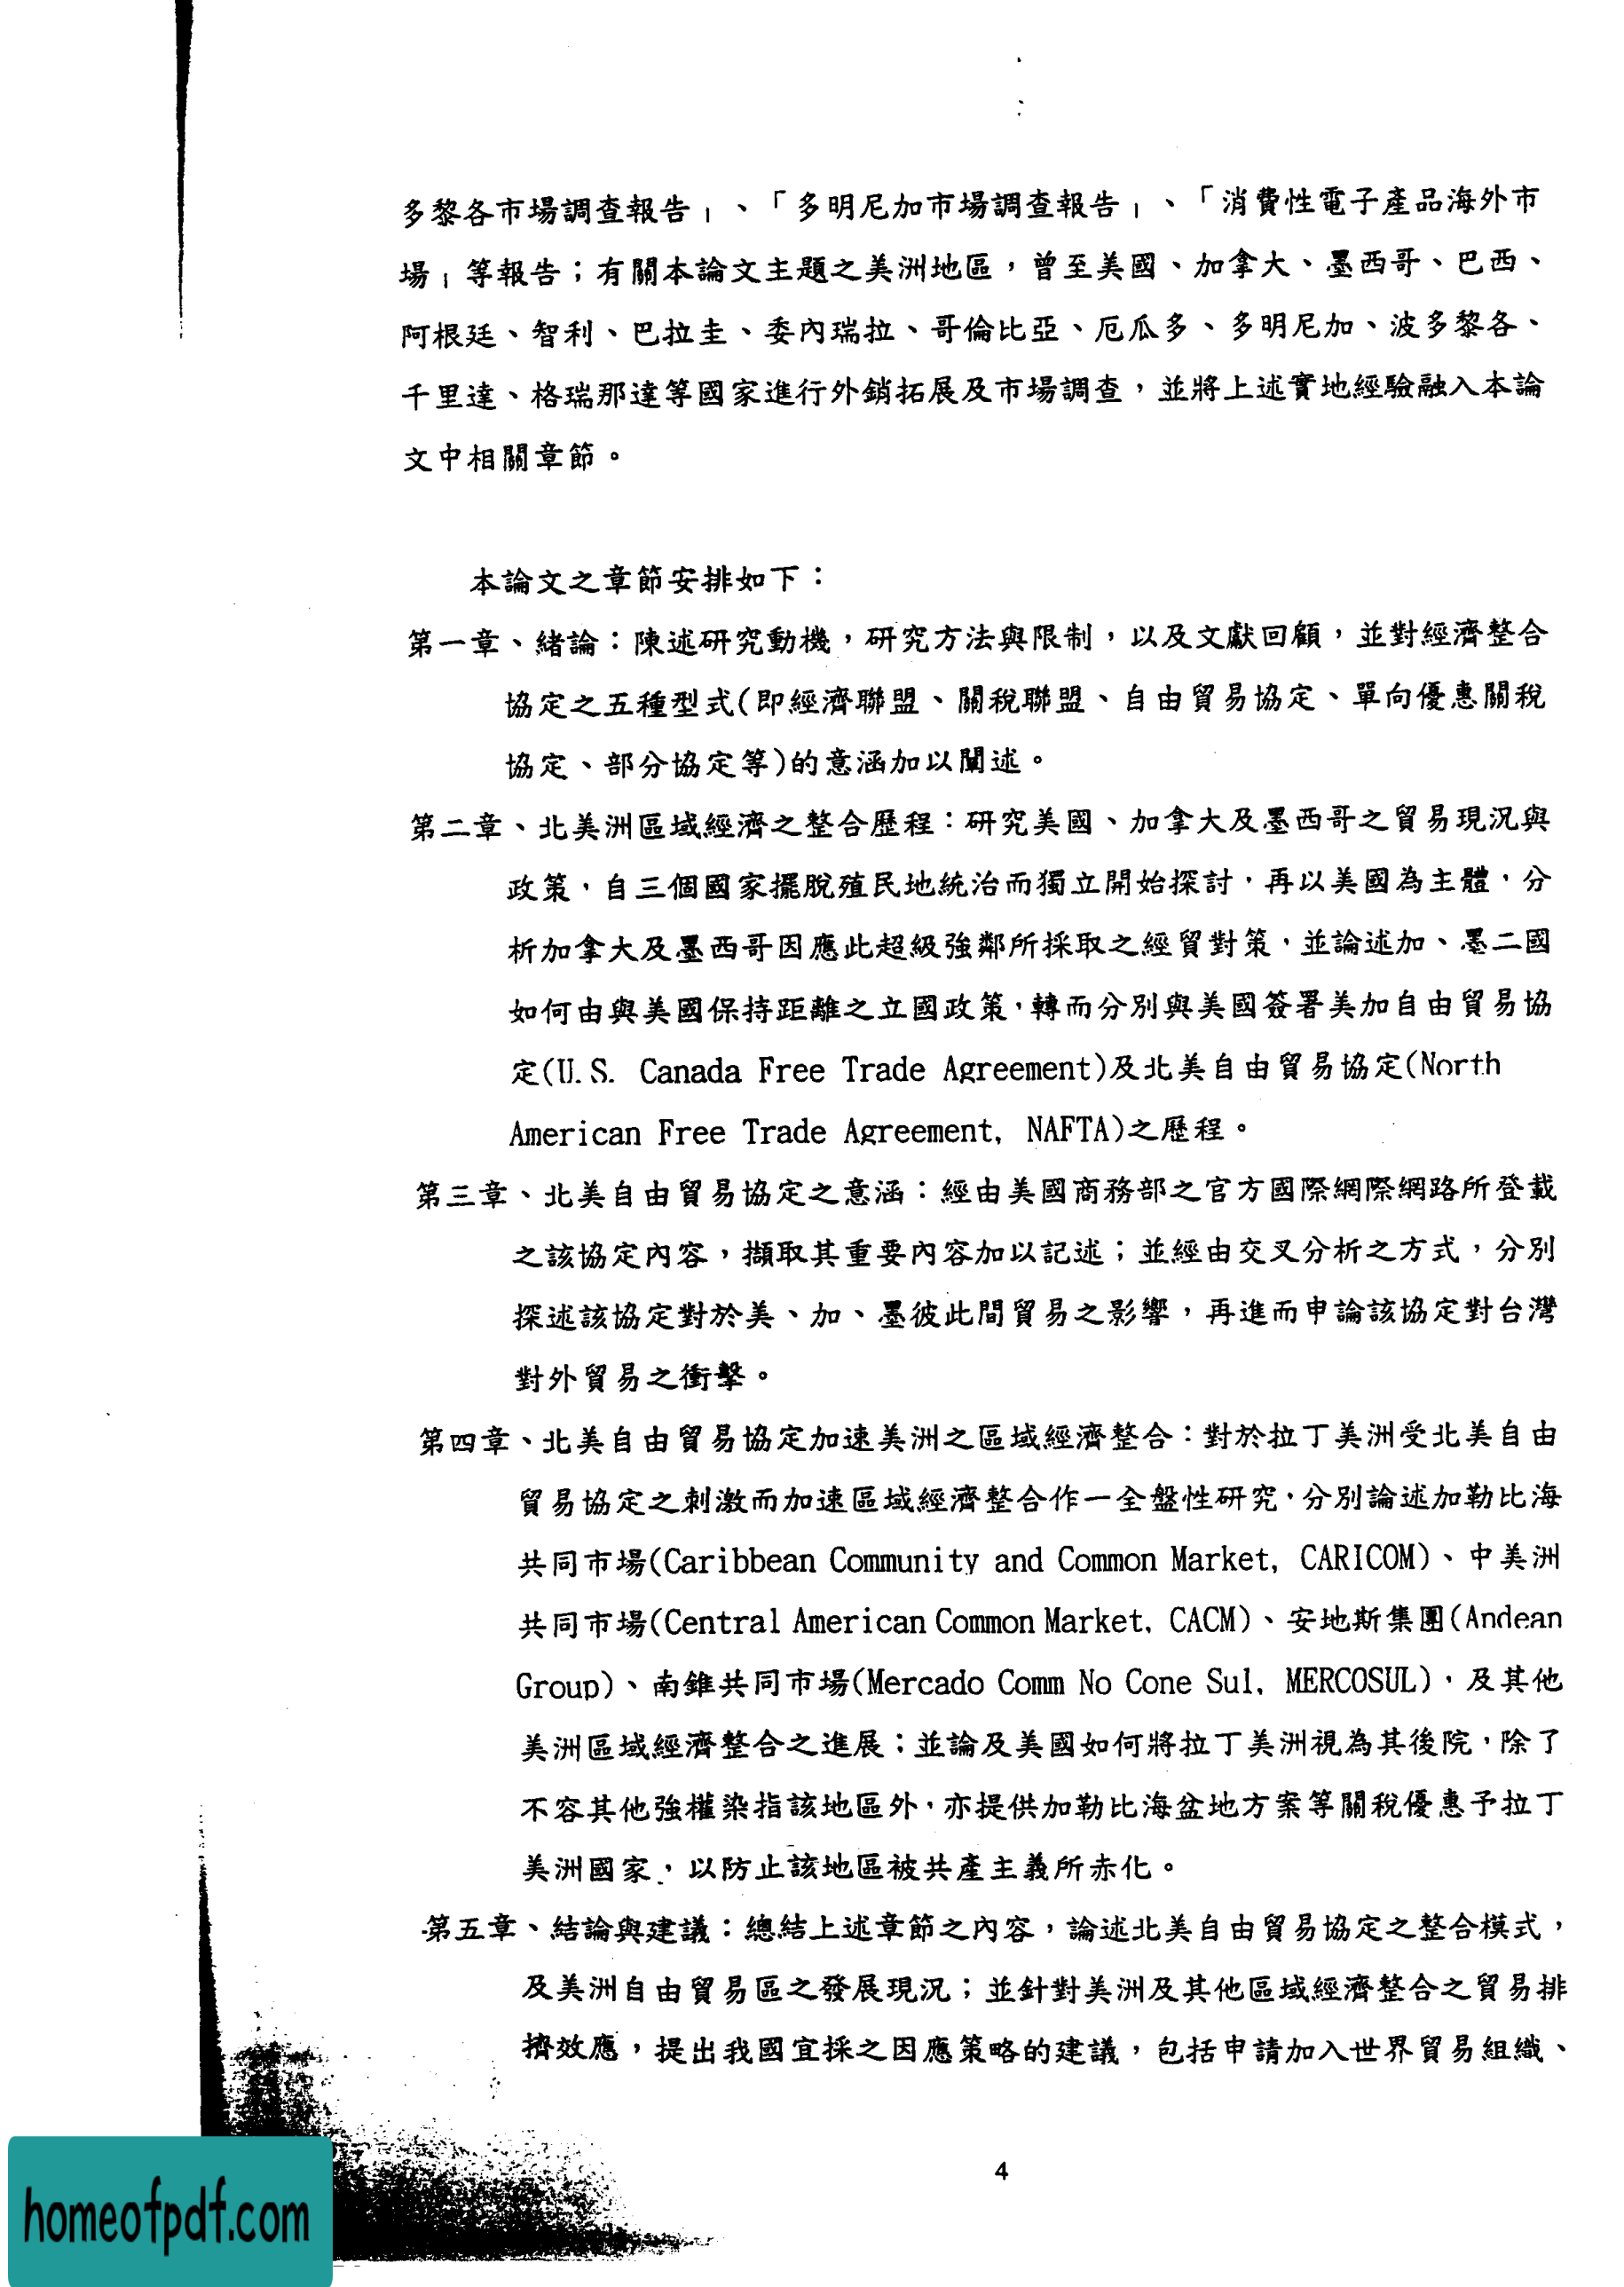 多黎各市場調查報告」、「多明尼加市場調查報告」、「消費性電子產品海外市
場」等報告；有關本論文主題之美洲地區，曾至美國、加拿大、墨西哥、巴西、
阿根廷、智利、巴拉圭、委內瑞拉、哥倫比亞、厄瓜多、多明尼加、波多黎各、
千里達、格瑞那達等國家進行外銷拓展及市場調查，並將上述實地經驗融入本論
文中相關章節。
本論文之章節安排如下：
第一章、緒論：陳述研究動機，研究方法與限制，以及文獻回顧，並對經濟整合
協定之五種型式(即經濟聯盟、關稅聯盟、自由貿易協定、單向優惠關稅
協定、部分協定等)的意涵加以闡述。
第二章、北美洲區域經濟之整合歷程：研究美國、加拿大及墨西哥之貿易現況與
政策，自三個國家擺脫殖民地統治而獨立開始探討，再以美國為主體，分
析加拿大及墨西哥因應此超級強鄰所採取之經貿對策，並論述加、墨二國
如何由與美國保持距離之立國政策，轉而分別與美國簽署美加自由貿易協
定(U.S. Canada Free Trade Agreement)及北美自由貿易協定(North
American Free Trade Agreement, NAFTA)之歷程。
第三章、北美自由貿易協定之意涵：經由美國商務部之官方國際網際網路所登載
之該協定內容，擷取其重要內容加以記述；並經由交叉分析之方式，分別
探述該協定對於美、加、墨彼此間貿易之影響，再進而申論該協定對台灣
對外貿易之衝擊。
第四章、北美自由貿易協定加速美洲之區域經濟整合：對於拉丁美洲受北美自由
貿易協定之刺激而加速區域經濟整合作一全盤性研究，分別論述加勒比海
共同市場(Caribbean Community and Common Market, CARICOM)、中美洲
共同市場(Central American Common Market, CACM)、安地斯集團(Andean
Group)、南錐共同市場(Mercado Comm No Cone Sul, MERCOSUL)，及其他
美洲區域經濟整合之進展；並論及美國如何將拉丁美洲視為其後院，除了
不容其他強權染指該地區外，亦提供加勒比海盆地方案等關稅優惠予拉丁
美洲國家，以防止該地區被共產主義所赤化。
第五章、結論與建議：總結上述章節之內容，論述北美自由貿易協定之整合模式，
及美洲自由貿易區之發展現況；並針對美洲及其他區域經濟整合之貿易排
擠效應，提出我國宜採之因應策略的建議，包括申請加入世界貿易組織、
4
homeofpdf.com